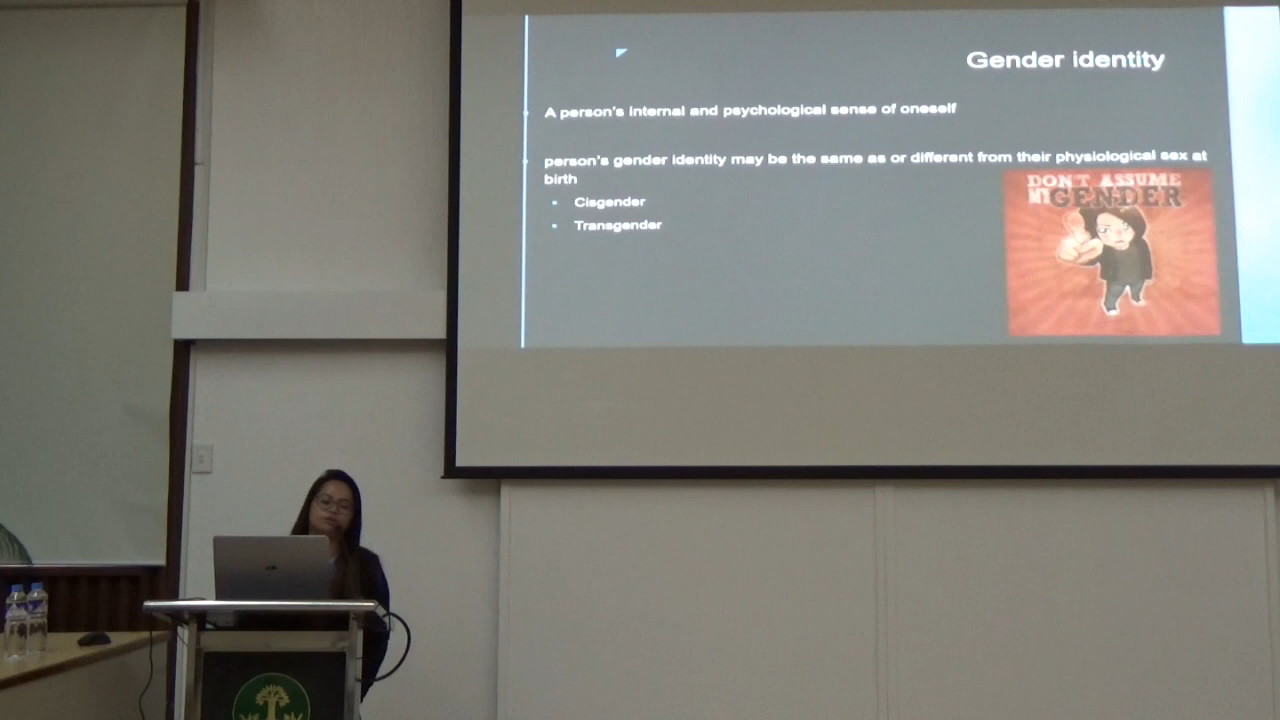 Gender identity
A person's internal and psychological sense of oneself
person's gender identity may be the same as or different from their physiological sex at
birth
Cisgender
Transgender
DON'T ASSUME
MY GENDER